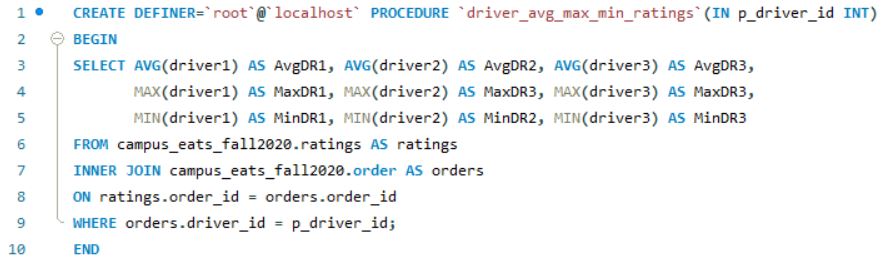 1 CREATE DEFINER=`root`@`localhost` PROCEDURE `driver_avg_max_min_ratings`(IN p_driver_id INT)
2 BEGIN
3 SELECT AVG(driver1) AS AvgDR1, AVG(driver2) AS AvgDR2, AVG(driver3) AS AvgDR3,
4 MAX(driver1) AS MaxDR1, MAX(driver2) AS MaxDR3, MAX(driver3) AS MaxDR3,
5 MIN(driver1) AS MinDR1, MIN(driver2) AS MinDR2, MIN(driver3) AS MinDR3
6 FROM campus_eats_fall2020.ratings AS ratings
7 INNER JOIN campus_eats_fall2020.order AS orders
8 ON ratings.order_id = orders.order_id
9 WHERE orders.driver_id = p_driver_id;
10 END